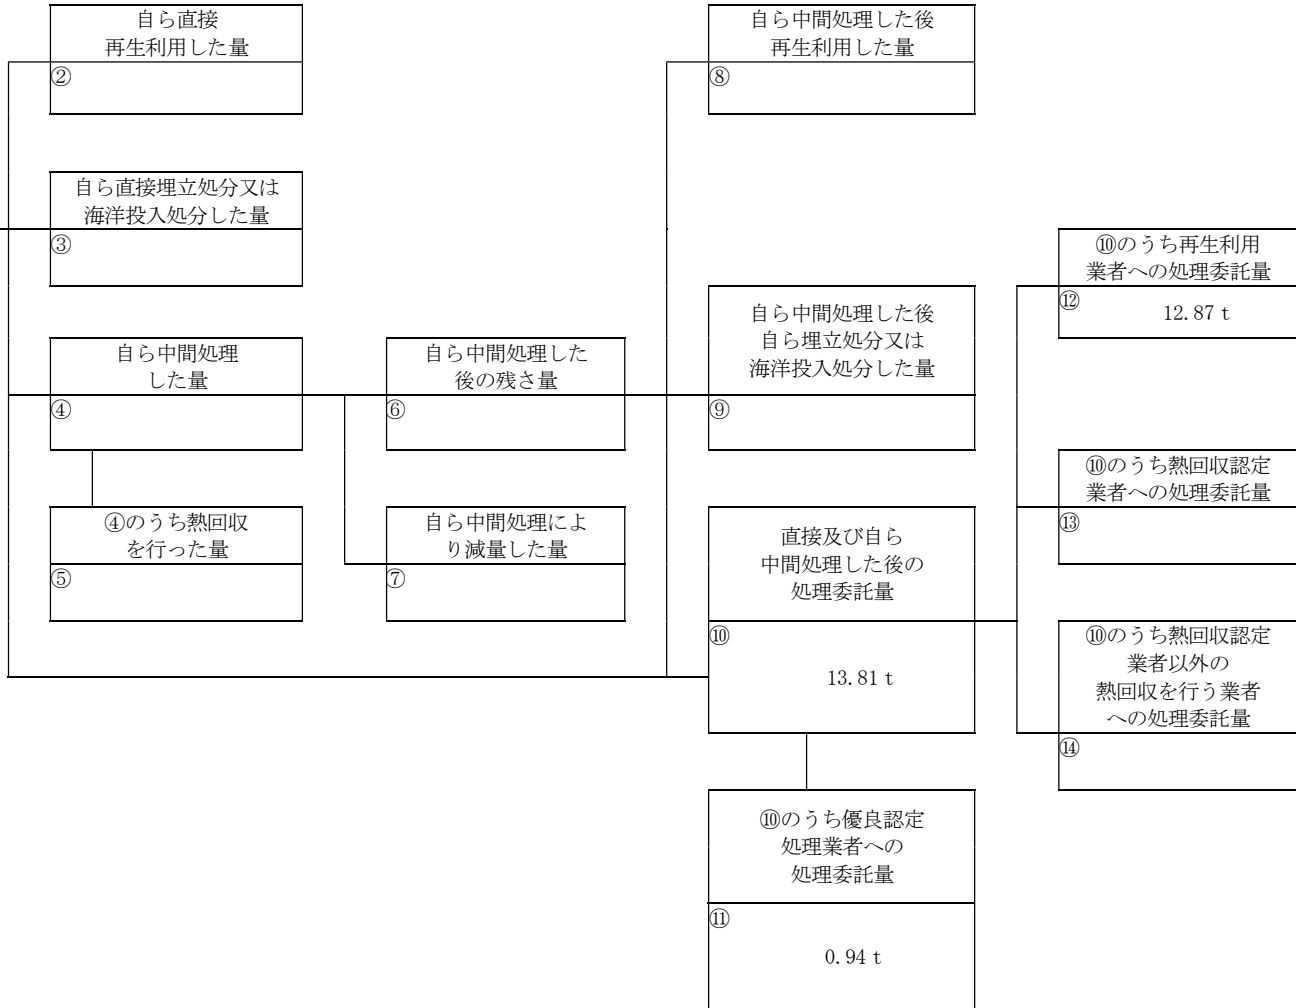 自ら直接
再生利用した量
②
自ら中間処理した後
再生利用した量
⑧
自ら直接埋立処分又は
海洋投入処分した量
③
⑩のうち再生利用
業者への処理委託量
⑫
12.87 t
自ら中間処理した後
自ら埋立処分又は
海洋投入処分した量
⑨
自ら中間処理
した量
④
自ら中間処理した
後の残さ量
⑥
⑩のうち熱回収認定
業者への処理委託量
⑬
④のうち熱回収
を行った量
⑤
自ら中間処理によ
り減量した量
⑦
直接及び自ら
中間処理した後の
処理委託量
⑩
13.81 t
⑩のうち熱回収認定
業者以外の
熱回収を行う業者
への処理委託量
⑭
⑩のうち優良認定
処理業者への
処理委託量
⑪
0.94 t